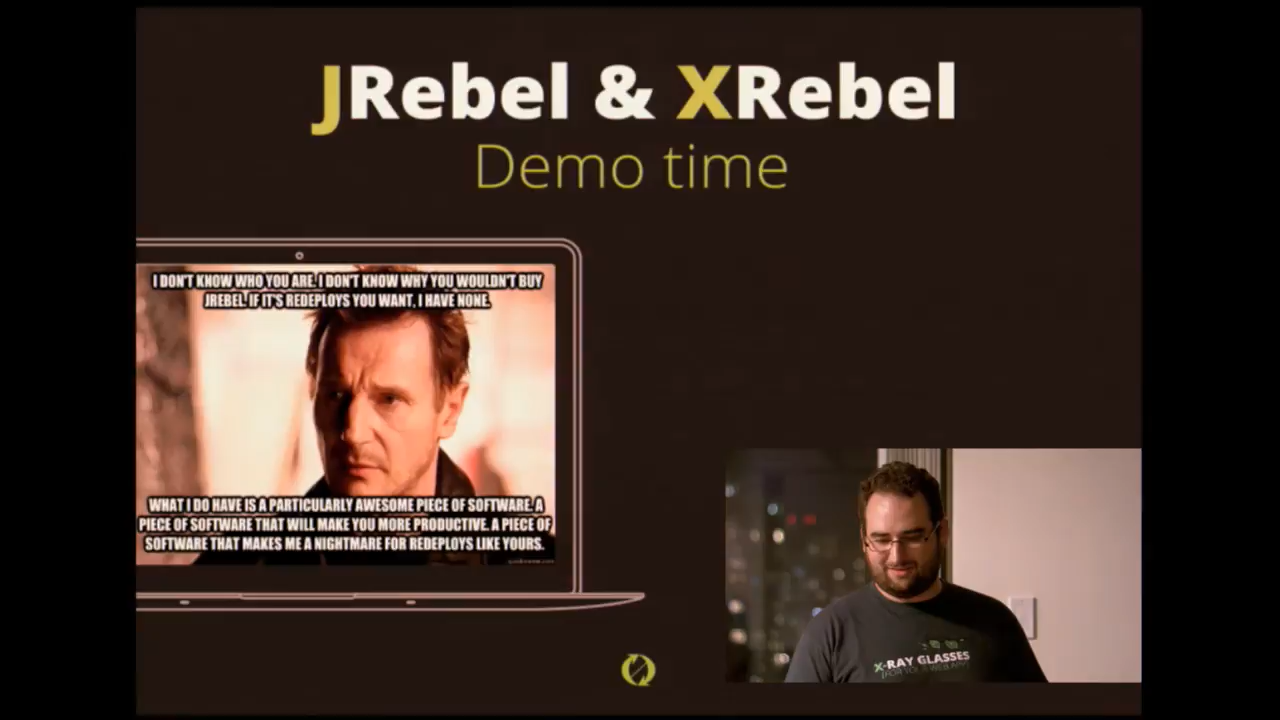 JRebel & XRebel
Demo time
I DON'T KNOW WHO YOU ARE. I DON'T KNOW WHY YOU WOULDN'T BUY
JREBEL. IF IT'S REDEPLOYS YOU WANT, I HAVE NONE.
WHAT I DO HAVE IS A PARTICULARLY AWESOME PIECE OF SOFTWARE. A
PIECE OF SOFTWARE THAT WILL MAKE YOU MORE PRODUCTIVE. A PIECE OF
SOFTWARE THAT MAKES ME A NIGHTMARE FOR REDEPLOYS LIKE YOURS.
X-RAY GLASSES